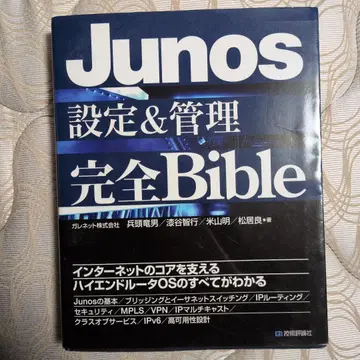 Junos
設定&管理
完全Bible
ガレネット株式会社 兵頭竜男/漆谷智行/米山明/松居良●著
インターネットのコアを支える
ハイエンドルータOSのすべてがわかる
Junosの基本/ブリッジングとイーサネットスイッチング/IPルーティング/
セキュリティ/MPLS/VPN/IPマルチキャスト/
クラスオブサービス/IPv6/高可用性設計
技術評論社